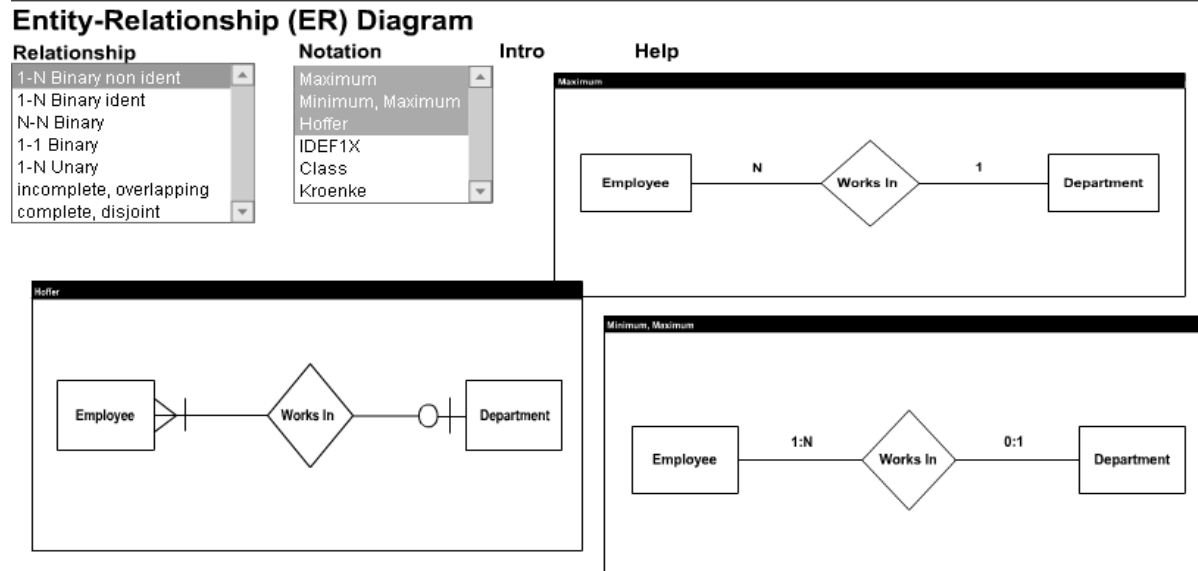 Entity-Relationship (ER) Diagram
Relationship
Notation
Intro
Help
1-N Binary non ident
1-N Binary ident
N-N Binary
1-1 Binary
1-N Unary
incomplete, overlapping
complete, disjoint
Maximum
Minimum, Maximum
Hoffer
IDEF1X
Class
Kroenke
Maximum
Employee
N
Works In
1
Department
Hoffer
Employee
Works In
Department
Minimum, Maximum
Employee
1:N
Works In
0:1
Department